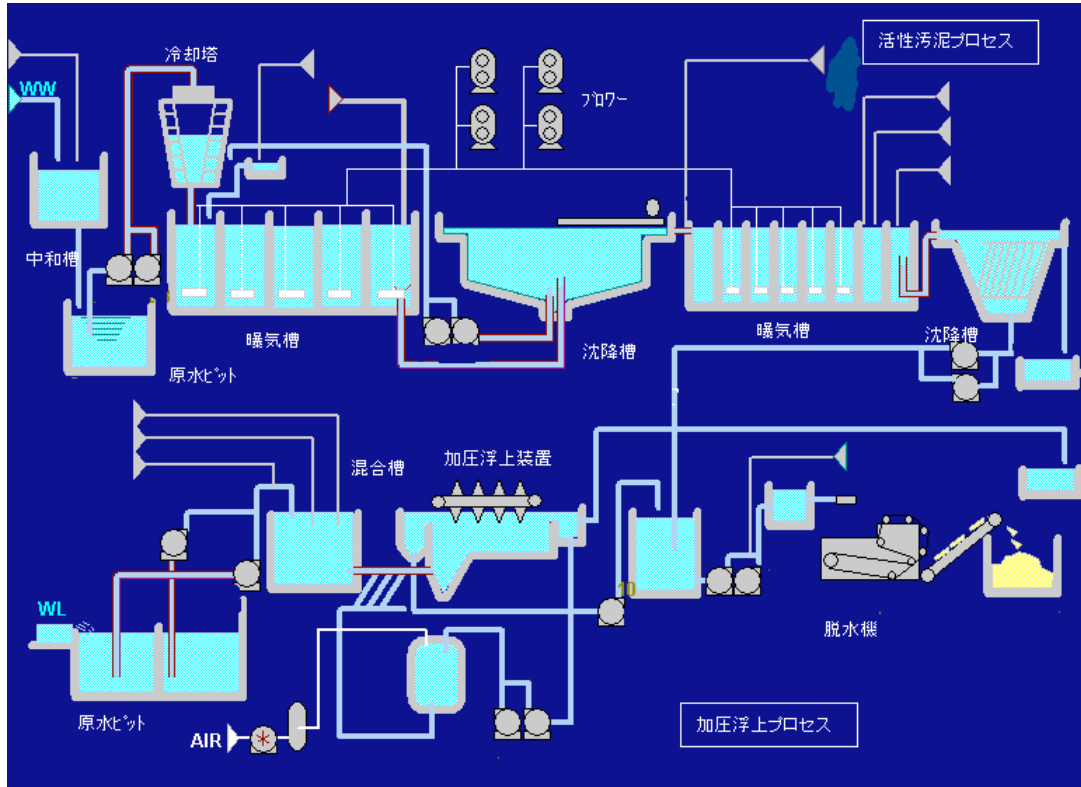 冷却塔
活性汚泥プロセス
WW
ブロワー
中和槽
曝気槽
沈降槽
曝気槽
沈降槽
原水ピット
混合槽
加圧浮上装置
10
WL
脱水機
原水ピット
AIR
加圧浮上プロセス